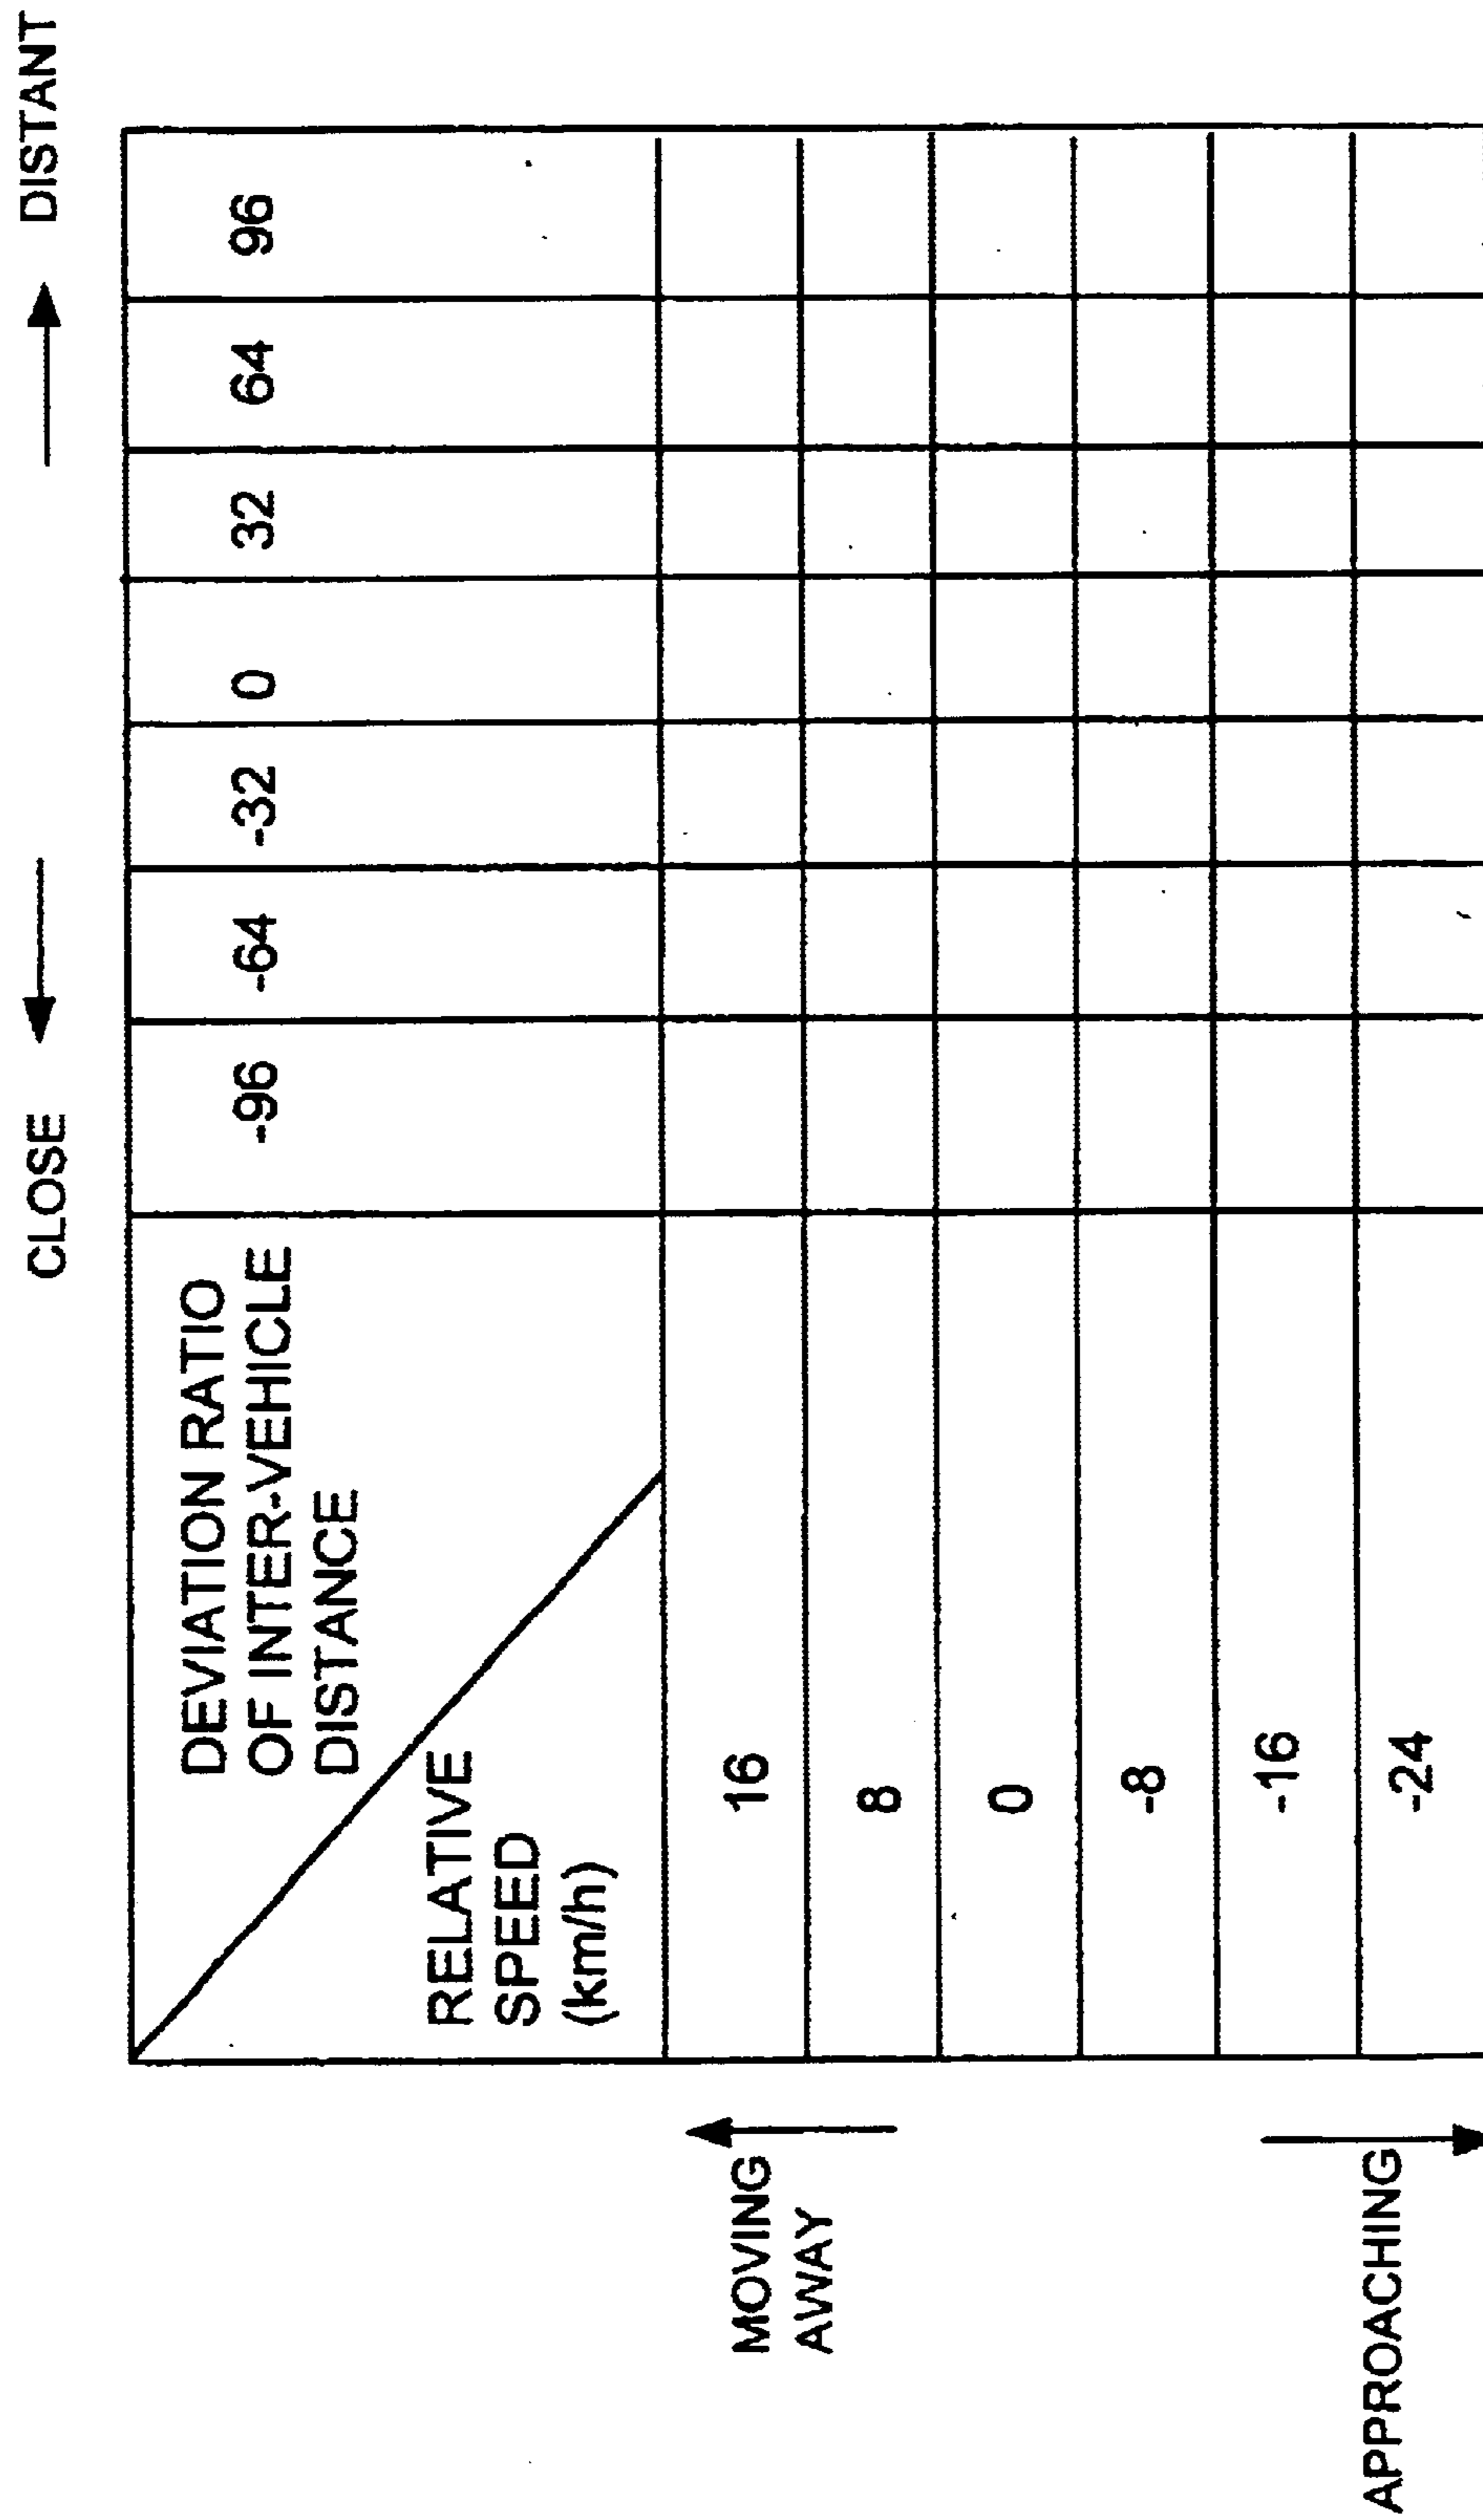 CLOSE
DISTANT
DEVIATION RATIO
OF INTER-VEHICLE
DISTANCE
RELATIVE
SPEED
(km/h)
-96 -64 -32 0 32 64 96
MOVING
AWAY
16
8
0
-8
-16
APPROACHING
-24